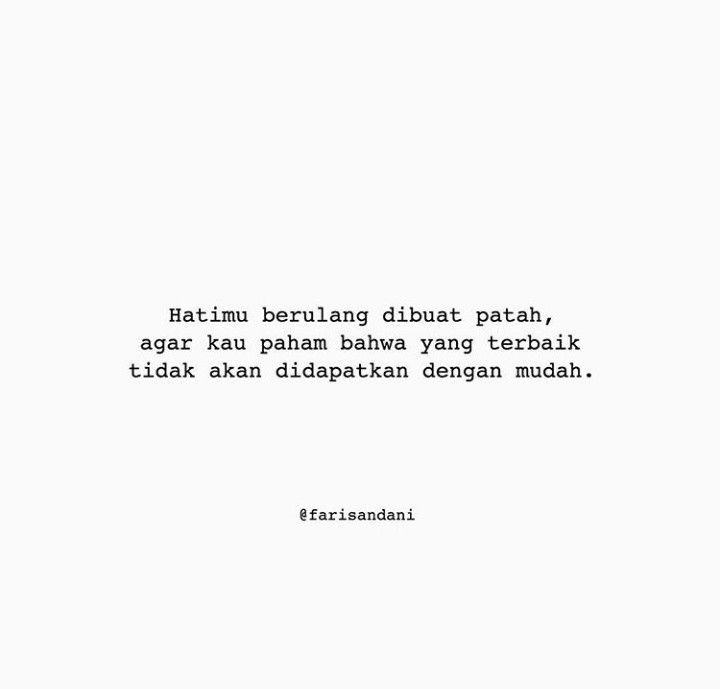 Hatimu berulang dibuat patah,
agar kau paham bahwa yang terbaik
tidak akan didapatkan dengan mudah.
@farisandani